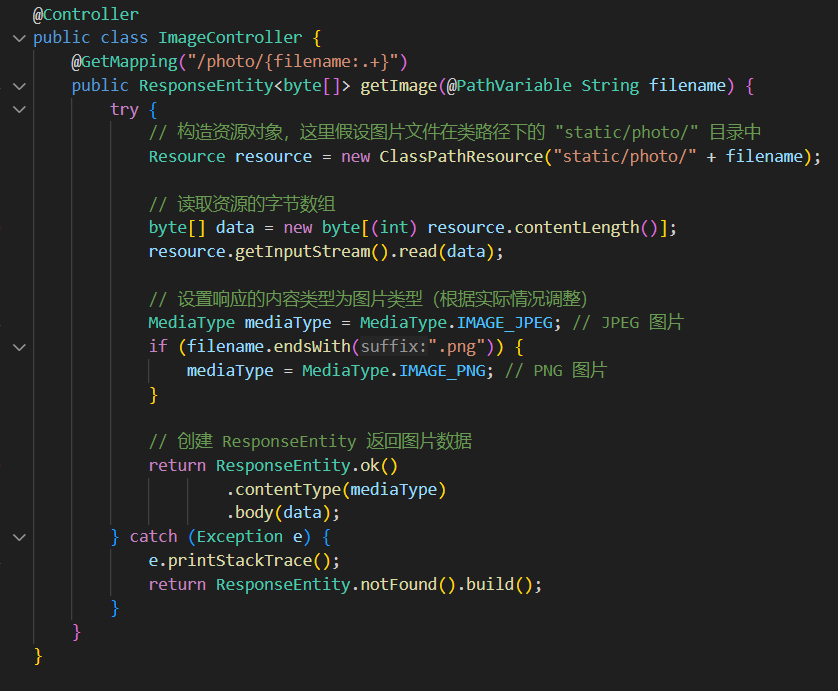 @Controller
public class ImageController {
@GetMapping("/photo/{filename:.+}")
public ResponseEntity<byte[]> getImage(@PathVariable String filename) {
try {
// 构造资源对象，这里假设图片文件在类路径下的 "static/photo/" 目录中
Resource resource = new ClassPathResource("static/photo/" + filename);
// 读取资源的字节数组
byte[] data = new byte[(int) resource.contentLength()];
resource.getInputStream().read(data);
// 设置响应的内容类型为图片类型（根据实际情况调整）
MediaType mediaType = MediaType.IMAGE_JPEG; // JPEG 图片
if (filename.endsWith(suffix:".png")) {
mediaType = MediaType.IMAGE_PNG; // PNG 图片
}
// 创建 ResponseEntity 返回图片数据
return ResponseEntity.ok()
.contentType(mediaType)
.body(data);
} catch (Exception e) {
e.printStackTrace();
return ResponseEntity.notFound().build();
}
}
}